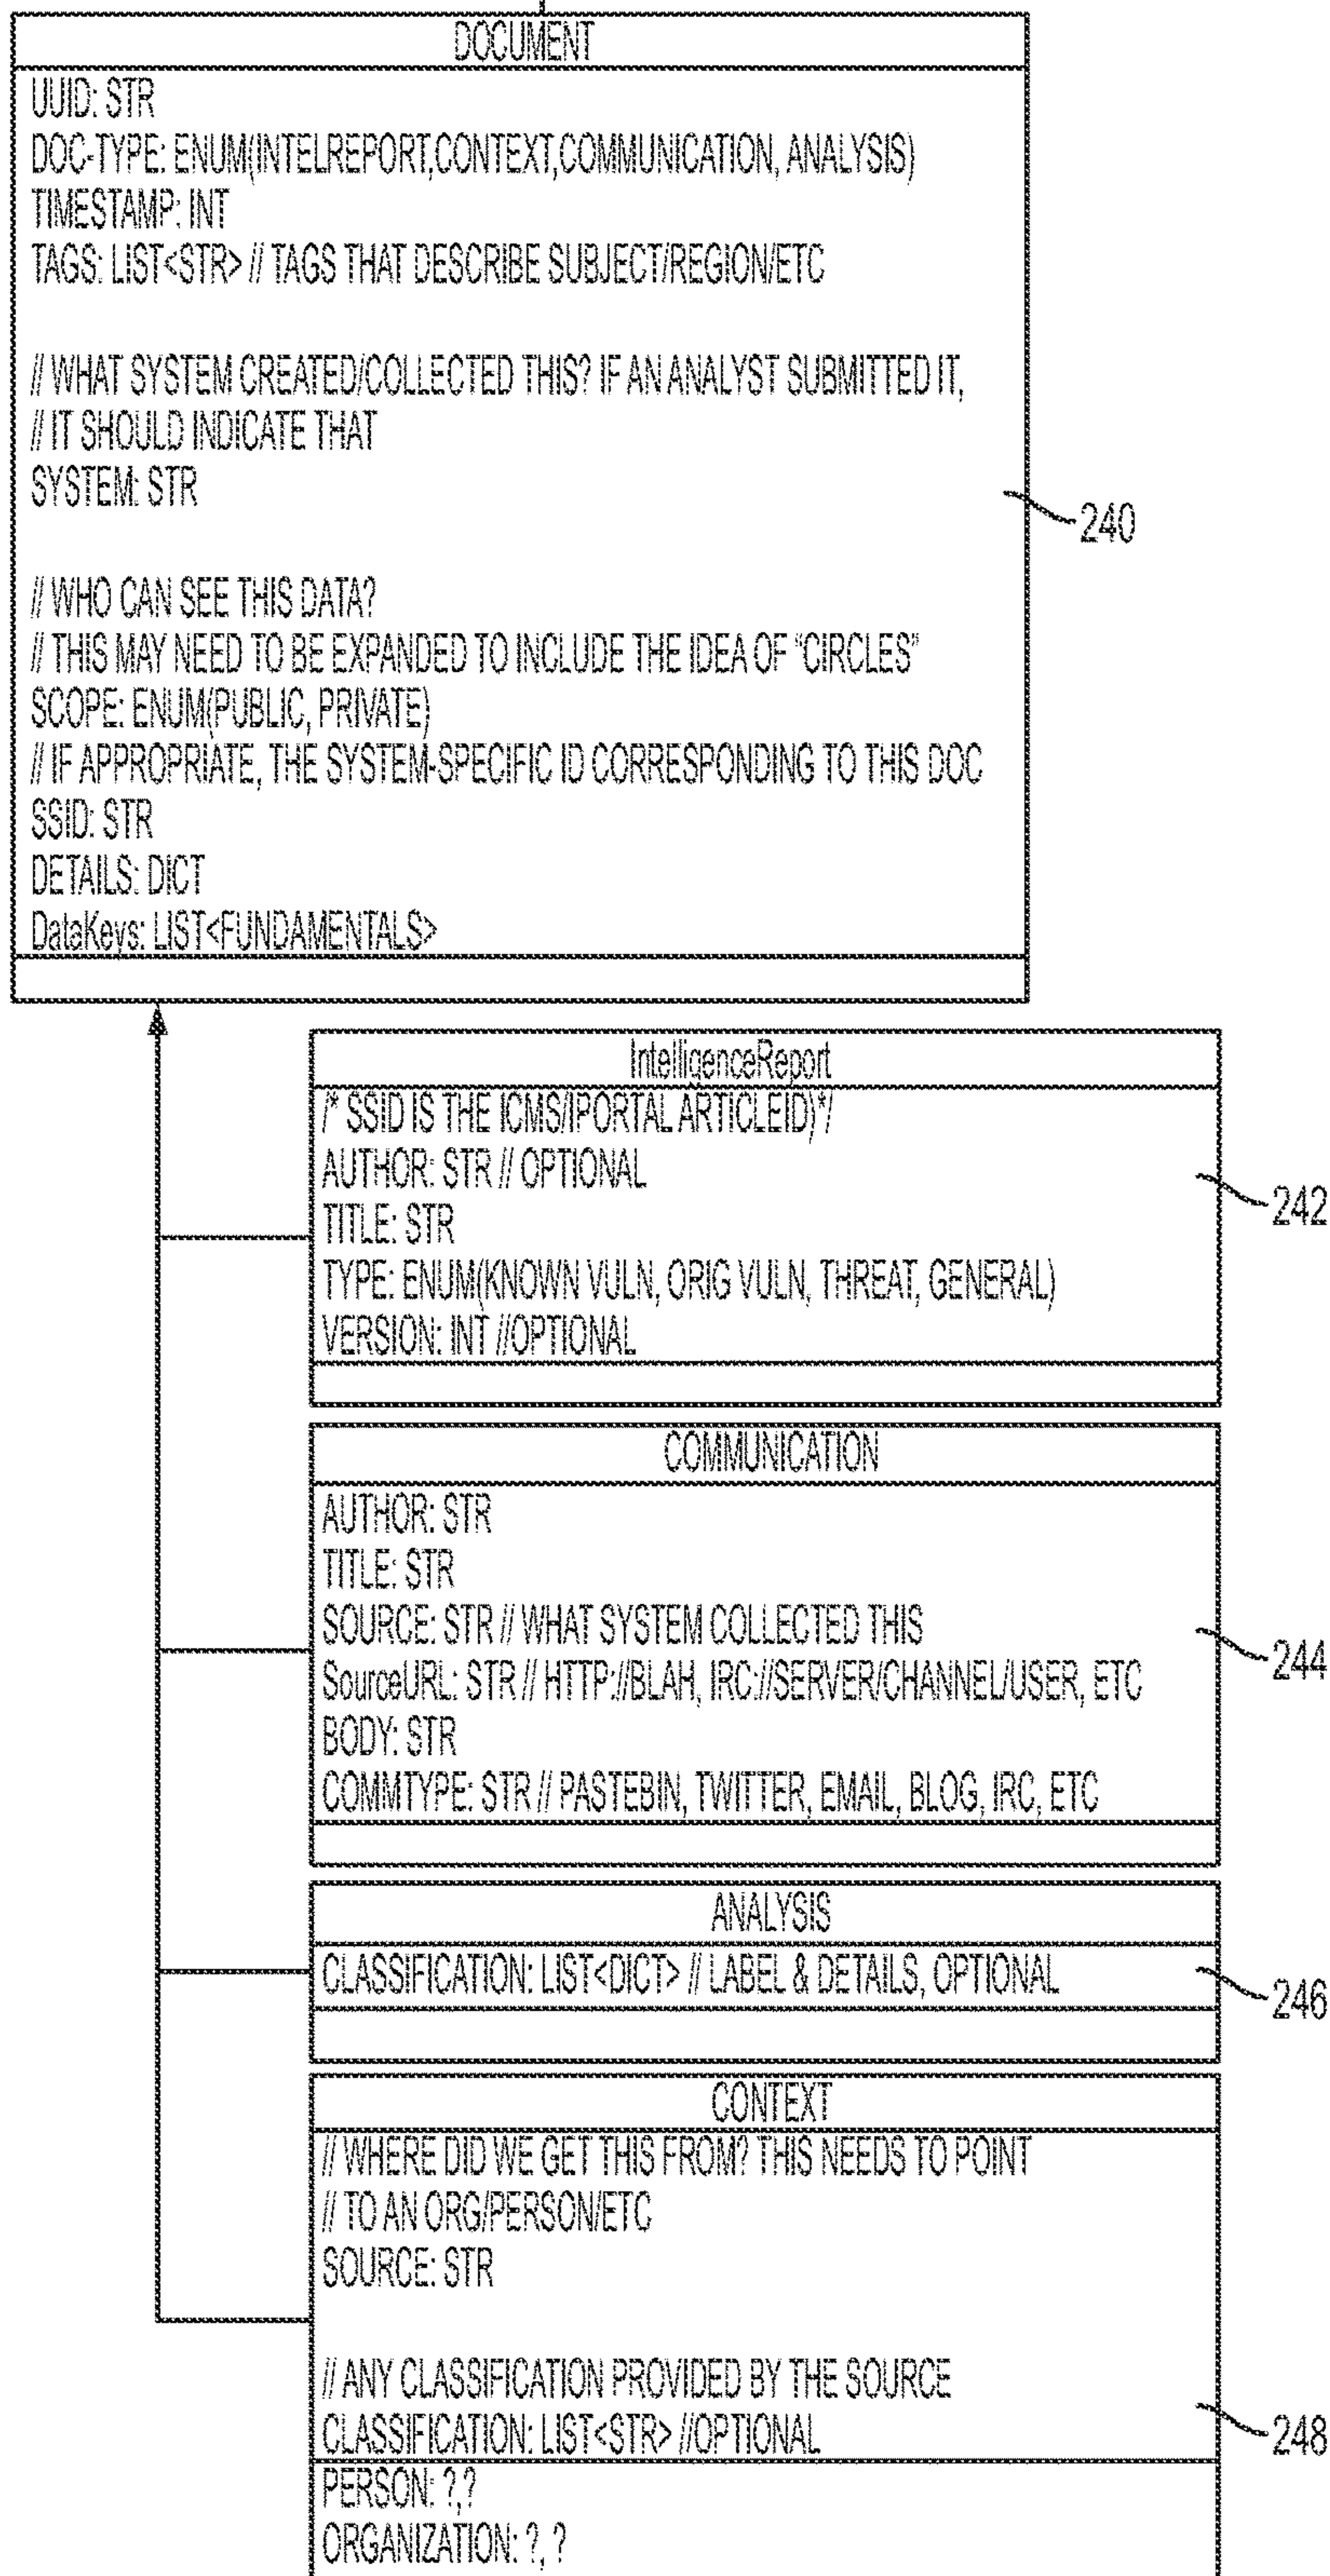 DOCUMENT
UUID: STR
DOC-TYPE: ENUM(INTELREPORT,CONTEXT,COMMUNICATION, ANALYSIS)
TIMESTAMP: INT
TAGS: LIST<STR> // TAGS THAT DESCRIBE SUBJECT/REGION/ETC
// WHAT SYSTEM CREATED/COLLECTED THIS? IF AN ANALYST SUBMITTED IT,
// IT SHOULD INDICATE THAT
SYSTEM: STR
240
// WHO CAN SEE THIS DATA?
// THIS MAY NEED TO BE EXPANDED TO INCLUDE THE IDEA OF "CIRCLES"
SCOPE: ENUM(PUBLIC, PRIVATE)
// IF APPROPRIATE, THE SYSTEM-SPECIFIC ID CORRESPONDING TO THIS DOC
SSID: STR
DETAILS: DICT
DataKeys: LIST<FUNDAMENTALS>
IntelligenceReport
/* SSID IS THE ICMS/IPORTAL ARTICLEID)*/
AUTHOR: STR // OPTIONAL
242
TITLE: STR
TYPE: ENUM(KNOWN VULN, ORIG VULN, THREAT, GENERAL)
VERSION: INT //OPTIONAL
COMMUNICATION
AUTHOR: STR
TITLE: STR
SOURCE: STR // WHAT SYSTEM COLLECTED THIS
244
SourceURL: STR // HTTP://BLAH, IRC://SERVER/CHANNEL/USER, ETC
BODY: STR
COMMTYPE: STR // PASTEBIN, TWITTER, EMAIL, BLOG, IRC, ETC
ANALYSIS
CLASSIFICATION: LIST<DICT> // LABEL & DETAILS, OPTIONAL
246
CONTEXT
// WHERE DID WE GET THIS FROM? THIS NEEDS TO POINT
// TO AN ORG/PERSON/ETC
SOURCE: STR
// ANY CLASSIFICATION PROVIDED BY THE SOURCE
CLASSIFICATION: LIST<STR> //OPTIONAL
248
PERSON: ?,?
ORGANIZATION: ?, ?